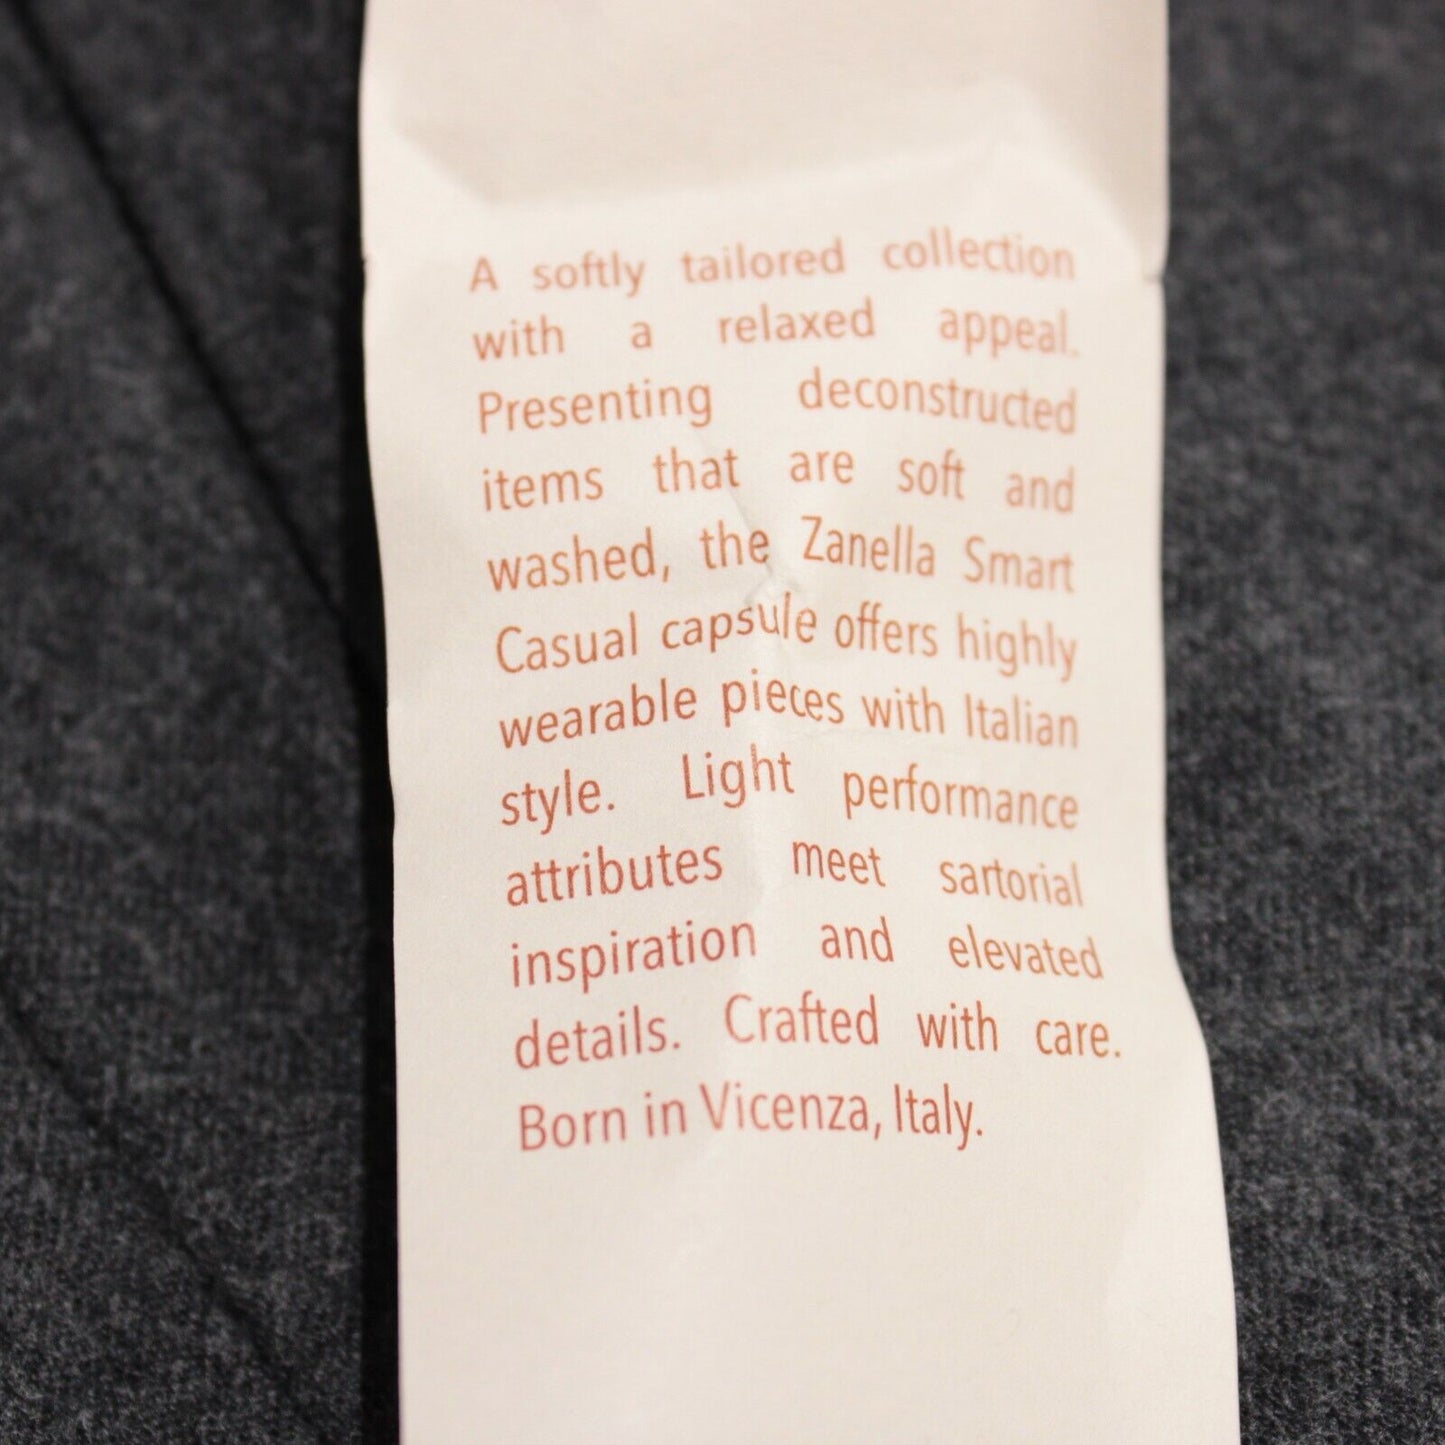 A softly tailored collection
with a relaxed appeal.
Presenting deconstructed
items that are soft and
washed, the Zanella Smart
Casual capsule offers highly
wearable pieces with Italian
style. Light performance
attributes meet sartorial
inspiration and elevated
details. Crafted with care.
Born in Vicenza, Italy.